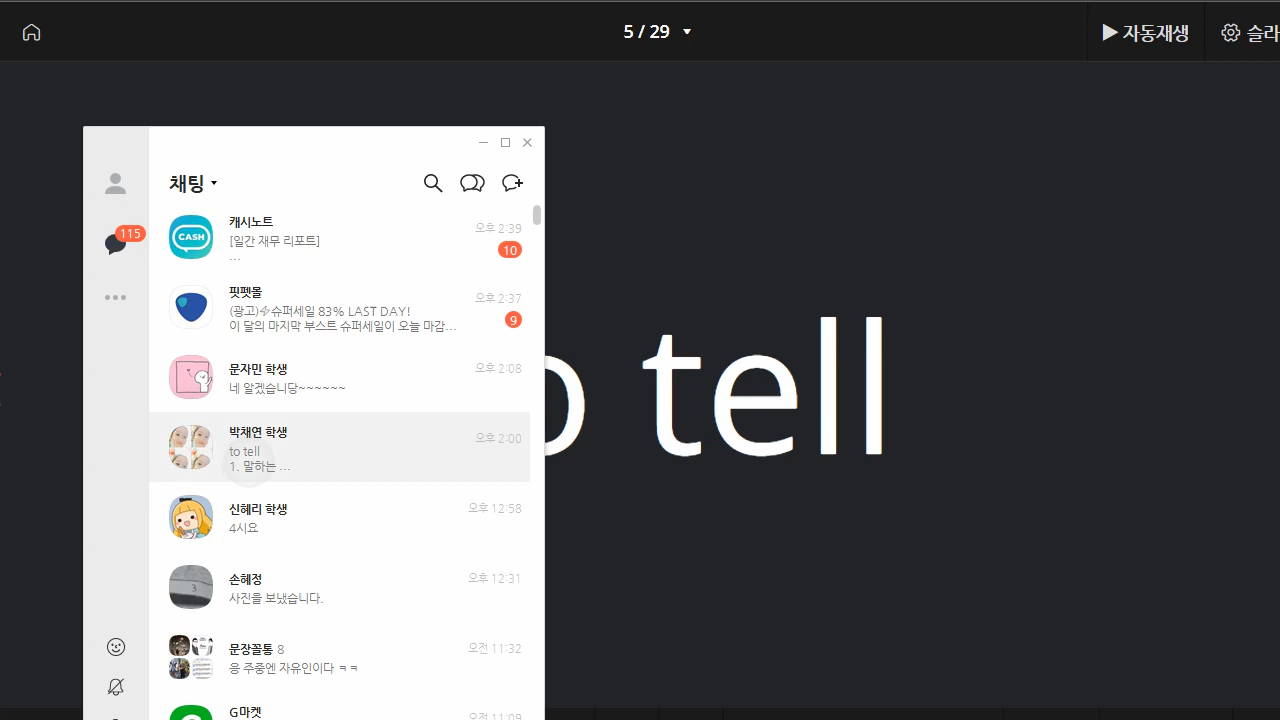 5 / 29
자동재생
슬라
채팅
115
CASH
캐시노트
오후 2:39
[일간 재무 리포트]
...
10
핏펫몰
오후 2:37
(광고)슈퍼세일 83% LAST DAY!
이 달의 마지막 부스트 슈퍼세일이 오늘 마감...
9
문자민 학생
오후 2:08
네 알겠습니당~~~~~~
박채연 학생
오후 2:00
to tell
1. 말하는 ...
신혜리 학생
오후 12:58
4시요
손혜정
오후 12:31
사진을 보냈습니다.
3
문장꼴통 8
오전 11:32
응 주중엔 자유인이다 ㅋㅋ
G마켓
오전 11:09
o tell